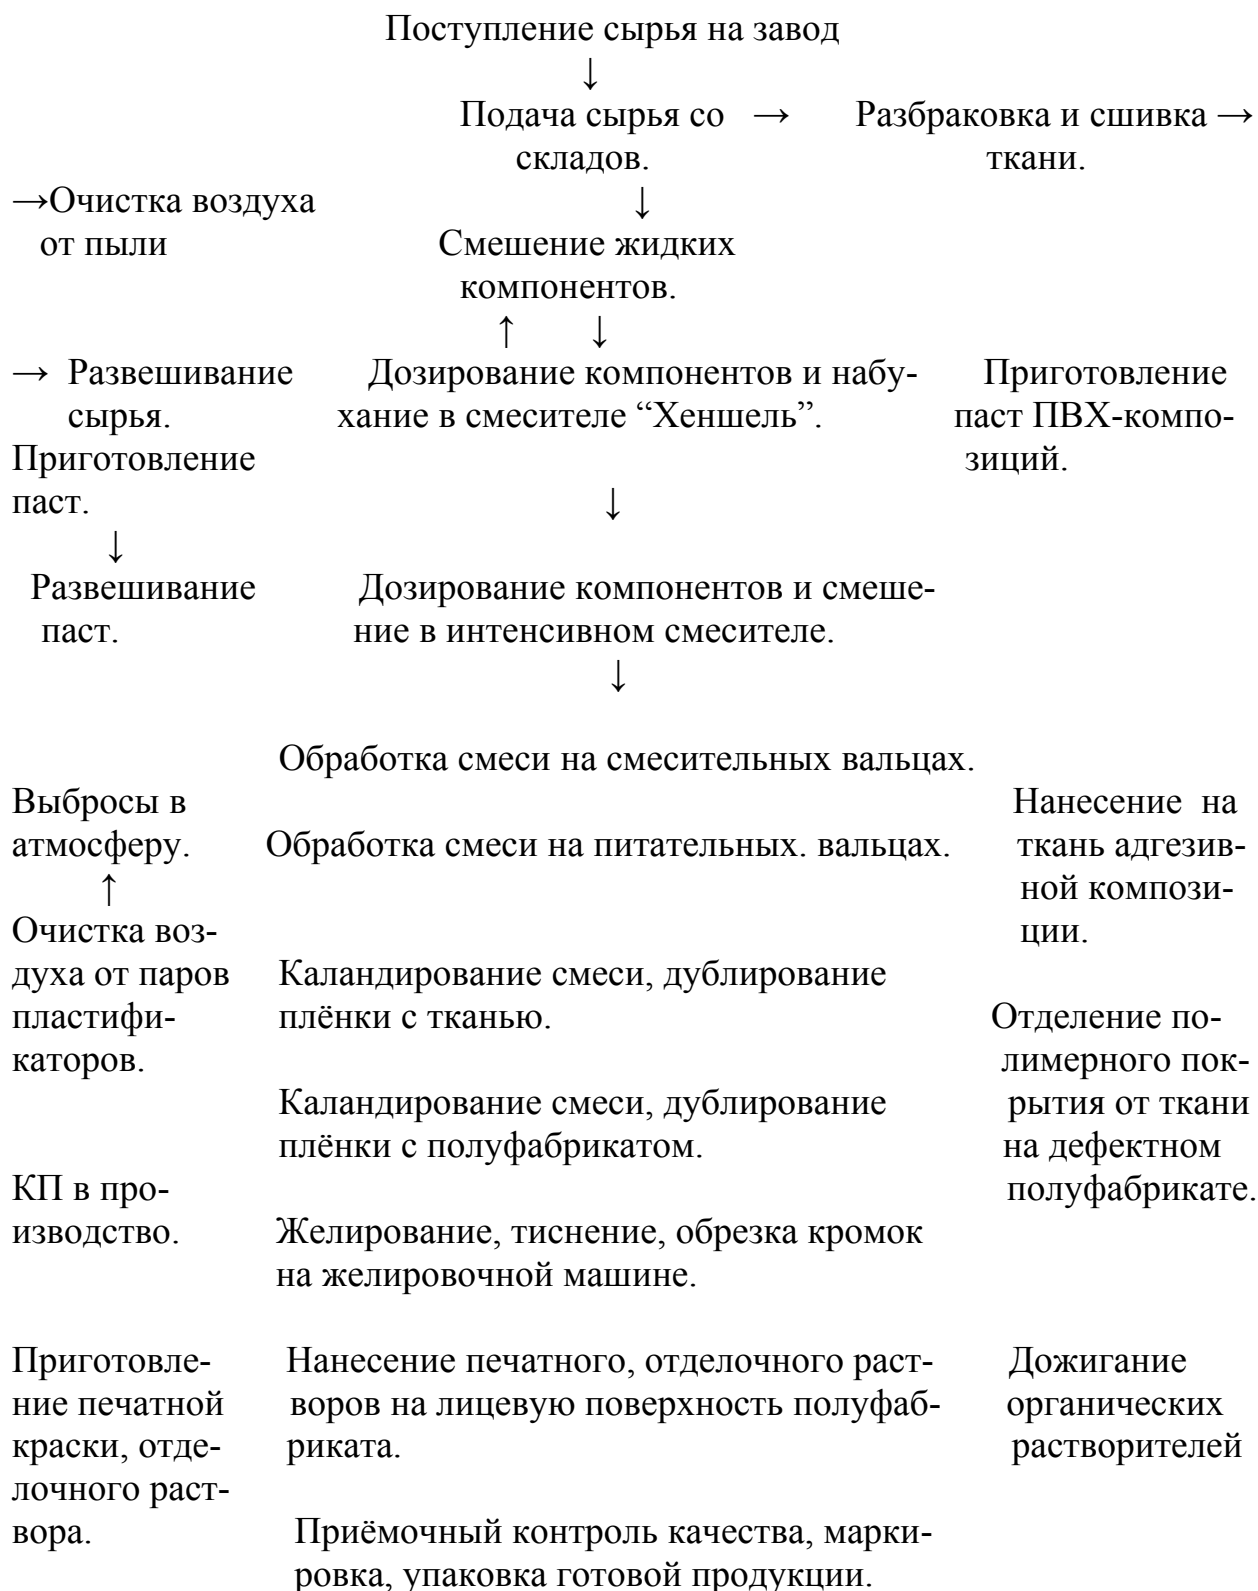 Поступление сырья на завод
↓
Подача сырья со → Разбраковка и сшивка →
складов. ткани.
→Очистка воздуха ↓
от пыли Смешение жидких
компонентов.
↑ ↓
→ Развешивание Дозирование компонентов и набу- Приготовление
сырья. хание в смесителе “Хеншель”. паст ПВХ-компо-
Приготовление зиций.
паст. ↓
↓
Развешивание Дозирование компонентов и смеше-
паст. ние в интенсивном смесителе.
↓
Обработка смеси на смесительных вальцах.
Выбросы в Нанесение на
атмосферу. Обработка смеси на питательных. вальцах. ткань адгезив-
↑ ной компози-
Очистка воз- ции.
духа от паров Каландирование смеси, дублирование
пластифи- плёнки с тканью. Отделение по-
каторов. лимерного пок-
Каландирование смеси, дублирование рытия от ткани
плёнки с полуфабрикатом. на дефектном
КП в про- полуфабрикате.
изводство. Желирование, тиснение, обрезка кромок
на желировочной машине.
Приготовле- Нанесение печатного, отделочного раст- Дожигание
ние печатной воров на лицевую поверхность полуфаб- органических
краски, отде- риката. растворителей
лочного раст-
вора. Приёмочный контроль качества, марки-
ровка, упаковка готовой продукции.